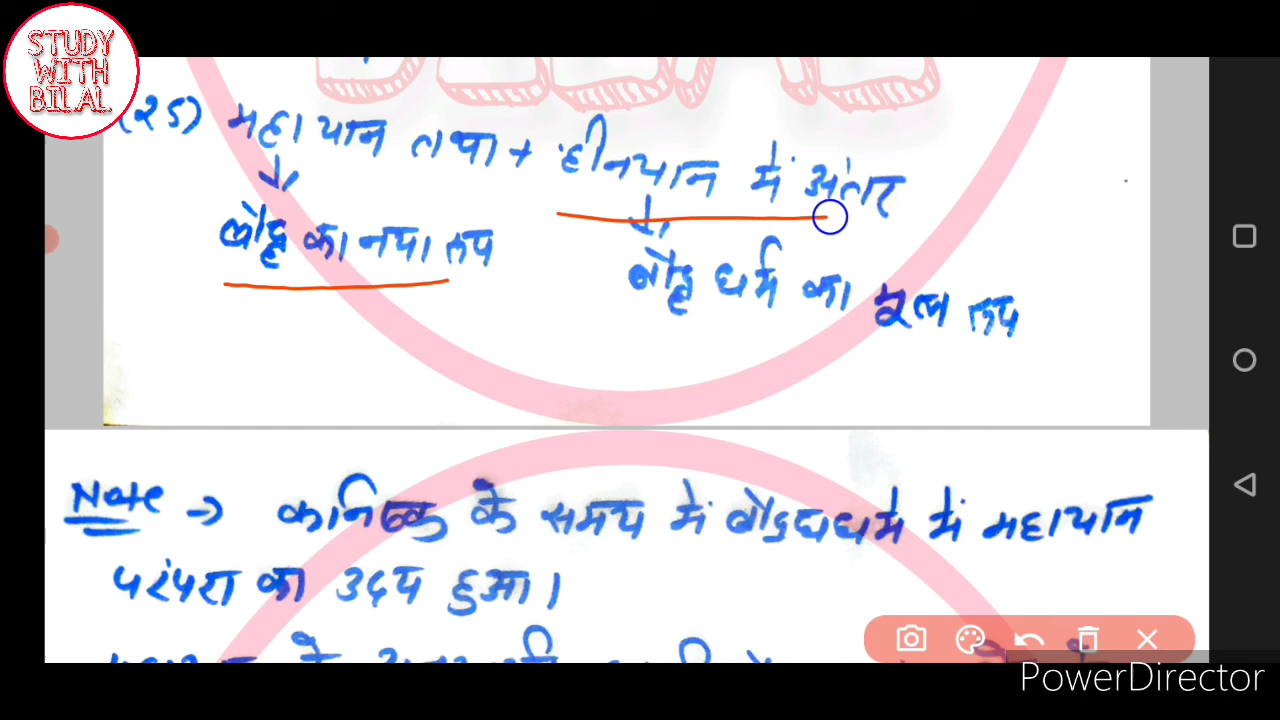 STUDY
WITH
BILAL
(25) महायान तथा + हीनयान में अंतर
बौद्ध का नया रूप
बौद्ध धर्म का मूल रूप
Note → कनिष्क के समय में बौद्ध धर्म में महायान
परंपरा का उदय हुआ।
PowerDirector